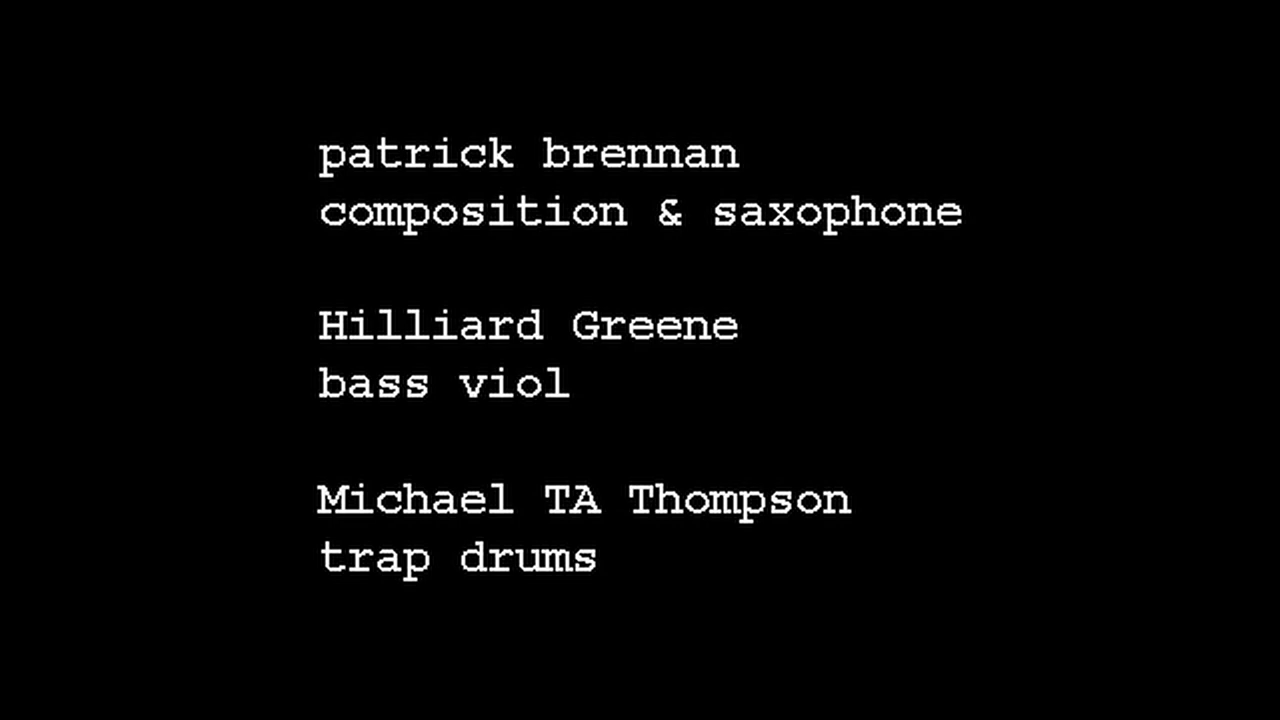 patrick brennan
composition & saxophone
Hilliard Greene
bass viol
Michael TA Thompson
trap drums